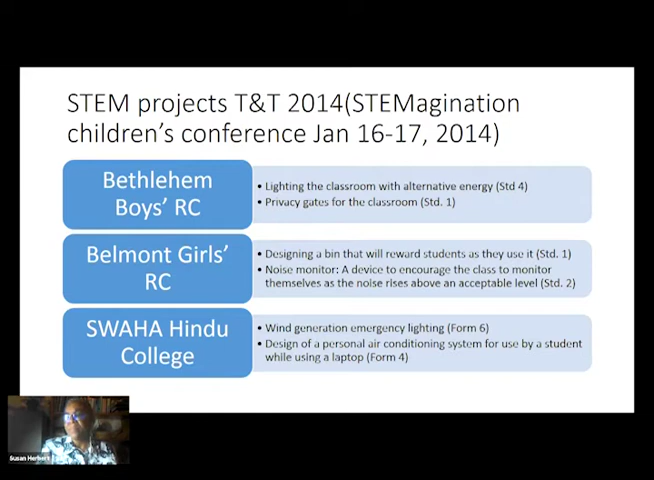 STEM projects T&T 2014(STEMagination
children's conference Jan 16-17, 2014)
Bethlehem
Boys' RC
• Lighting the classroom with alternative energy (Std 4)
• Privacy gates for the classroom (Std. 1)
Belmont Girls'
RC
• Designing a bin that will reward students as they use it (Std. 1)
• Noise monitor: A device to encourage the class to monitor
themselves as the noise rises above an acceptable level (Std. 2)
SWAHA Hindu
College
• Wind generation emergency lighting (Form 6)
• Design of a personal air conditioning system for use by a student
while using a laptop (Form 4)
Susan Herbert